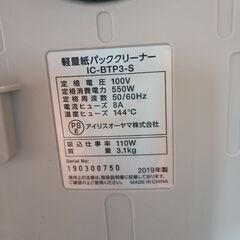 軽量紙パッククリーナー
IC-BTP3-S
定格電圧 100V
定格消費電力 550W
定格周波数 50/60Hz
電流ヒューズ 8A
温度ヒューズ 144℃
PS
E
アイリスオーヤマ株式会社
吸込仕事率 110W
質量 3.1kg
Serial No:
190300750
2019年製
MADE IN CHINA